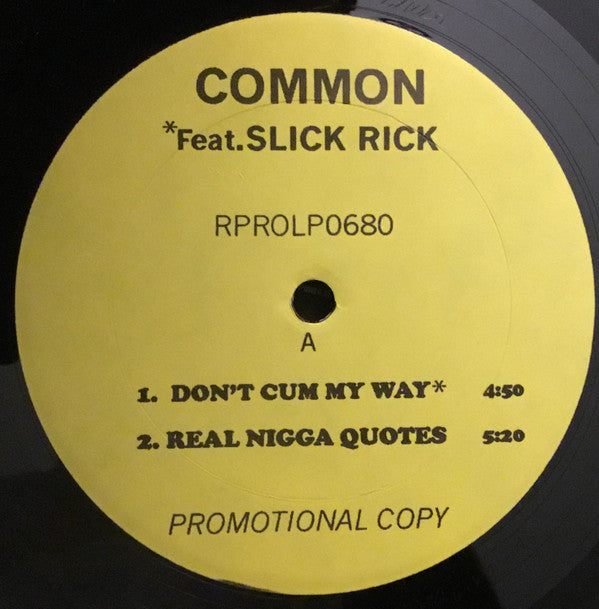 COMMON
*Feat.SLICK RICK
RPROLP0680
A
1. DON'T CUM MY WAY* 4:50
2. REAL NIGGA QUOTES 5:20
PROMOTIONAL COPY